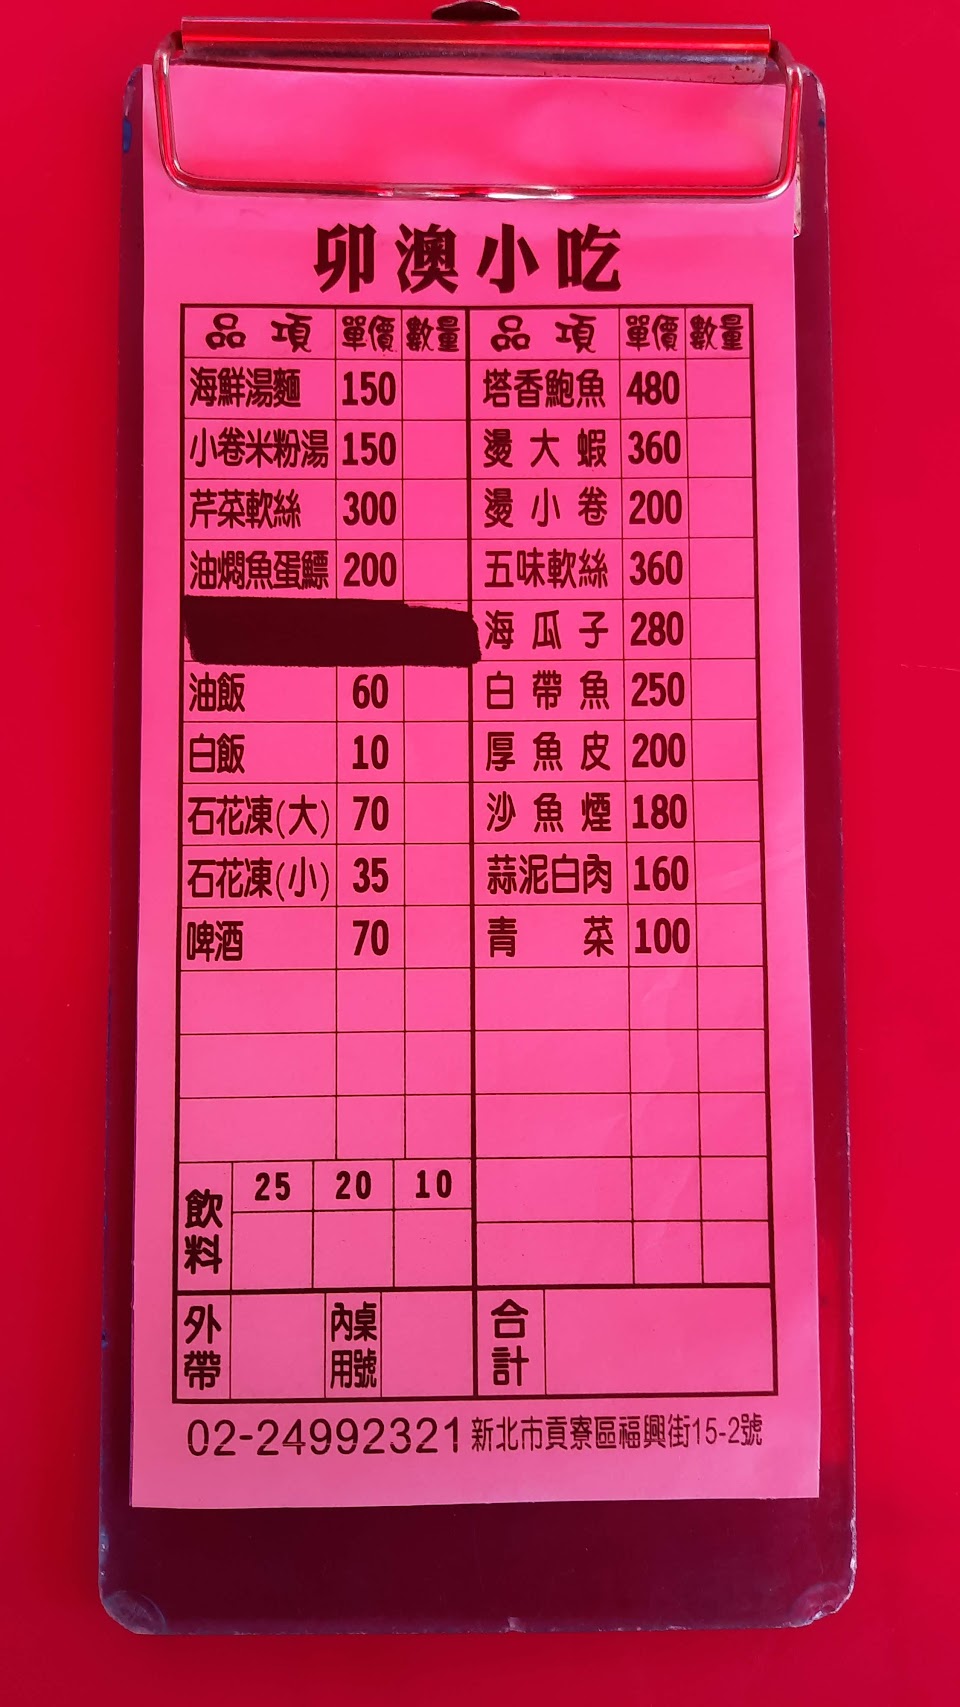 卯澳小吃
品項 單價 數量 品項 單價 數量
海鮮湯麵 150 塔香鮑魚 480
小卷米粉湯 150 燙大蝦 360
芹菜軟絲 300 燙小卷 200
油燜魚蛋鰾 200 五味軟絲 360
海瓜子 280
油飯 60 白帶魚 250
白飯 10 厚魚皮 200
石花凍(大) 70 沙魚煙 180
石花凍(小) 35 蒜泥白肉 160
啤酒 70 青菜 100
飲料 25 20 10
外帶 內用 桌號 合計
02-24992321 新北市貢寮區福興街15-2號